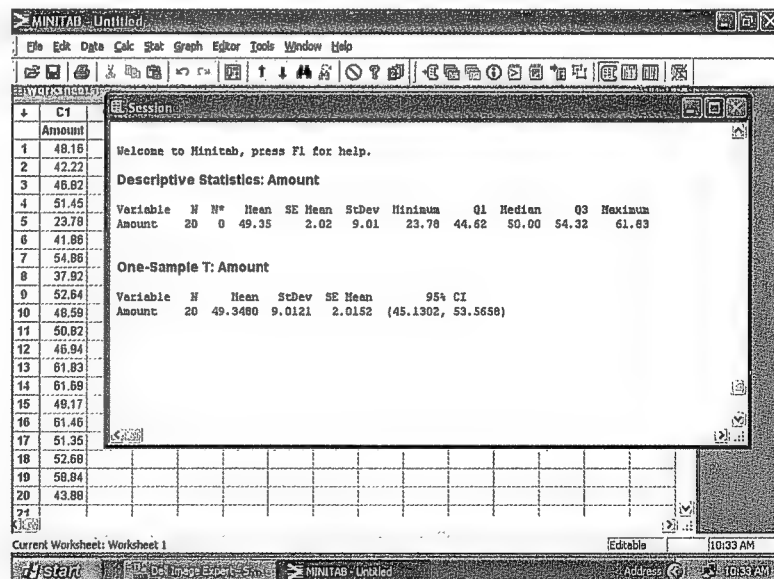 MINITAB - Untitled
File Edit Data Calc Stat Graph Editor Tools Window Help
Session
C1
Amount
1 48.16
2 42.22
3 46.82
4 51.45
5 23.78
6 41.86
7 54.86
8 37.92
9 52.64
10 48.59
11 50.82
12 46.94
13 61.83
14 61.69
15 49.17
16 61.46
17 51.35
18 52.68
19 58.84
20 43.88
21
Welcome to Minitab, press F1 for help.
Descriptive Statistics: Amount
Variable N N* Mean SE Mean StDev Minimum Q1 Median Q3 Maximum
Amount 20 0 49.35 2.02 9.01 23.78 44.62 50.00 54.32 61.83
One-Sample T: Amount
Variable N Mean StDev SE Mean 95% CI
Amount 20 49.3480 9.0121 2.0152 (45.1302, 53.5658)
Current Worksheet: Worksheet 1 Editable 10:33 AM
start MINITAB - Untitled Address 10:33 AM